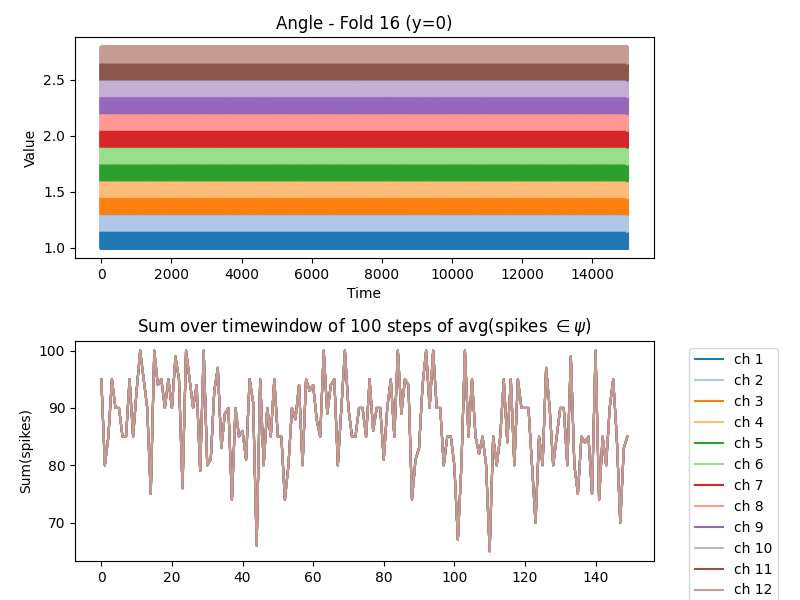 Angle - Fold 16 (y=0)
Value
2.5
2.0
1.5
1.0
0 2000 4000 6000 8000 10000 12000 14000
Time
Sum over timewindow of 100 steps of avg(spikes ∈ ψ)
Sum(spikes)
100
90
80
70
0 20 40 60 80 100 120 140
ch 1
ch 2
ch 3
ch 4
ch 5
ch 6
ch 7
ch 8
ch 9
ch 10
ch 11
ch 12